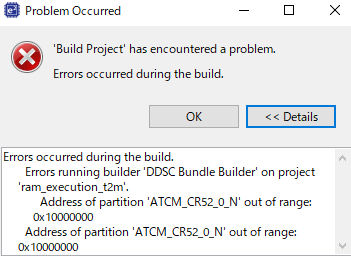 Problem Occurred
'Build Project' has encountered a problem.
Errors occurred during the build.
OK
<< Details
Errors occurred during the build.
Errors running builder 'DDSC Bundle Builder' on project
'ram_execution_t2m'.
Address of partition 'ATCM_CR52_0_N' out of range:
0x10000000
Address of partition 'ATCM_CR52_0_N' out of range:
0x10000000